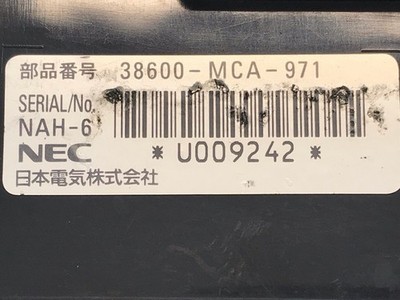 部品番号 38600-MCA-971
SERIAL/No.
NAH-6
NEC *U009242*
日本電気株式会社